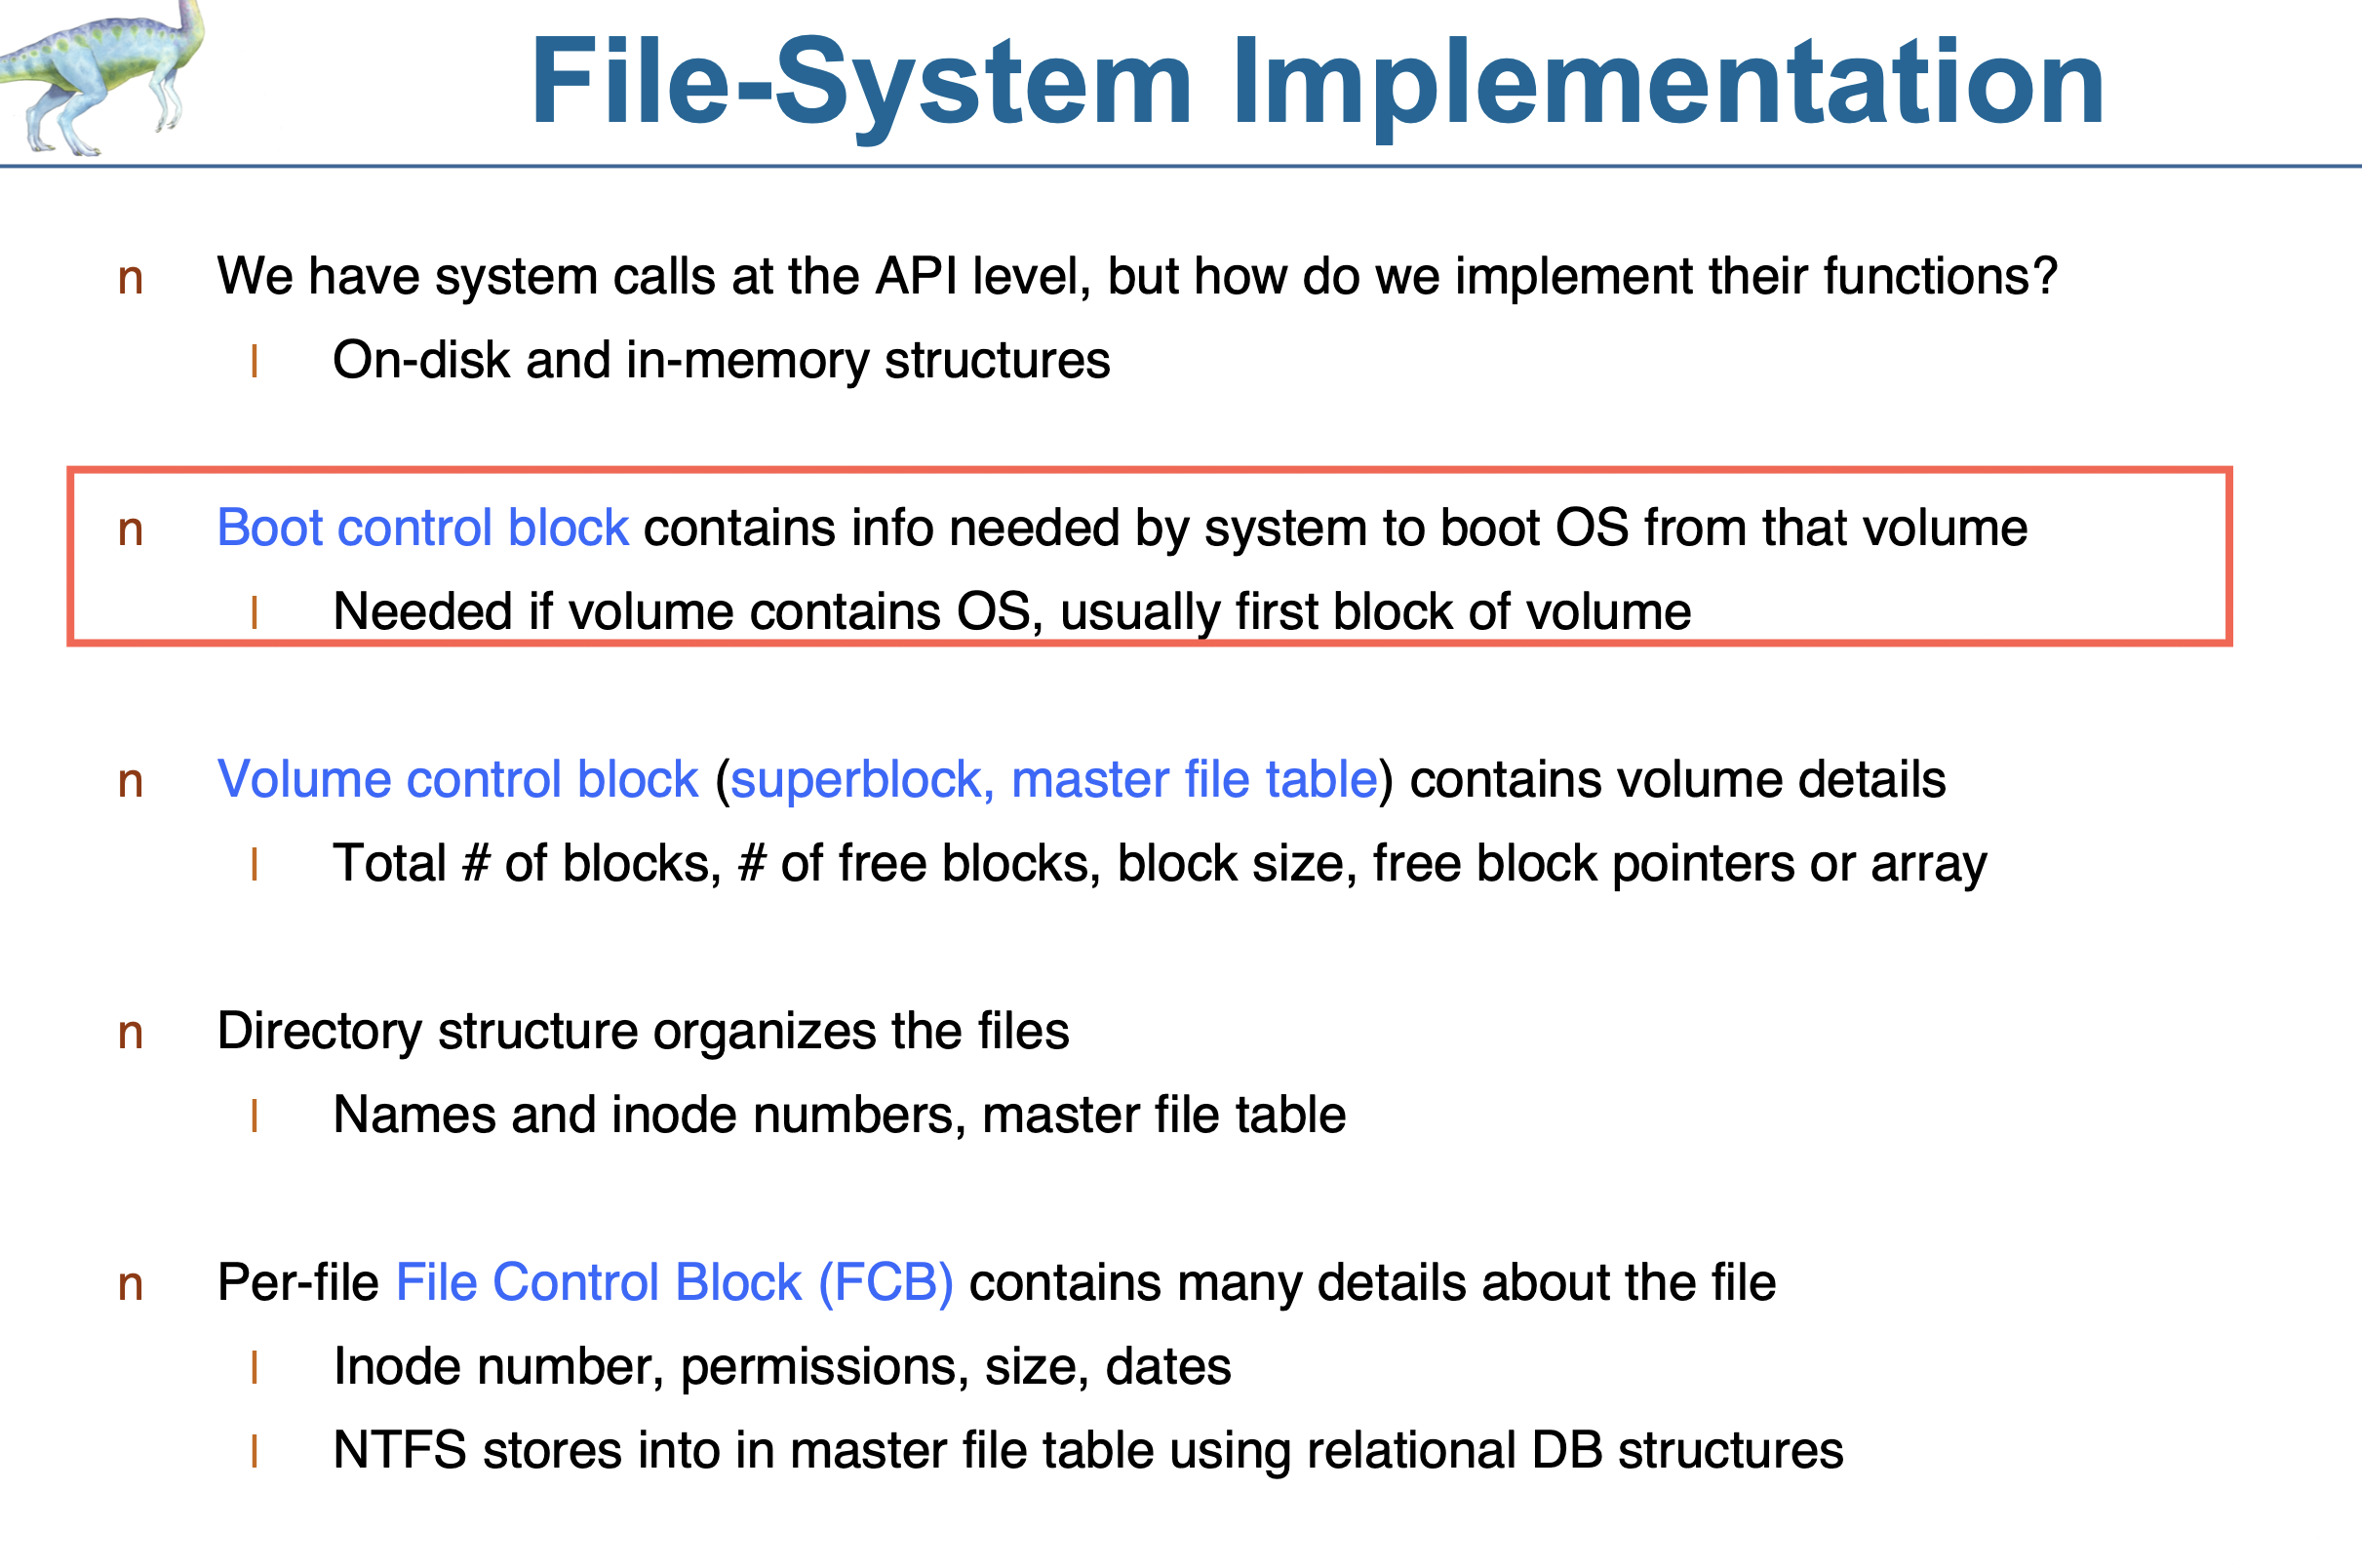 File-System Implementation
n We have system calls at the API level, but how do we implement their functions?
l On-disk and in-memory structures
n Boot control block contains info needed by system to boot OS from that volume
l Needed if volume contains OS, usually first block of volume
n Volume control block (superblock, master file table) contains volume details
l Total # of blocks, # of free blocks, block size, free block pointers or array
n Directory structure organizes the files
l Names and inode numbers, master file table
n Per-file File Control Block (FCB) contains many details about the file
l Inode number, permissions, size, dates
l NTFS stores into in master file table using relational DB structures